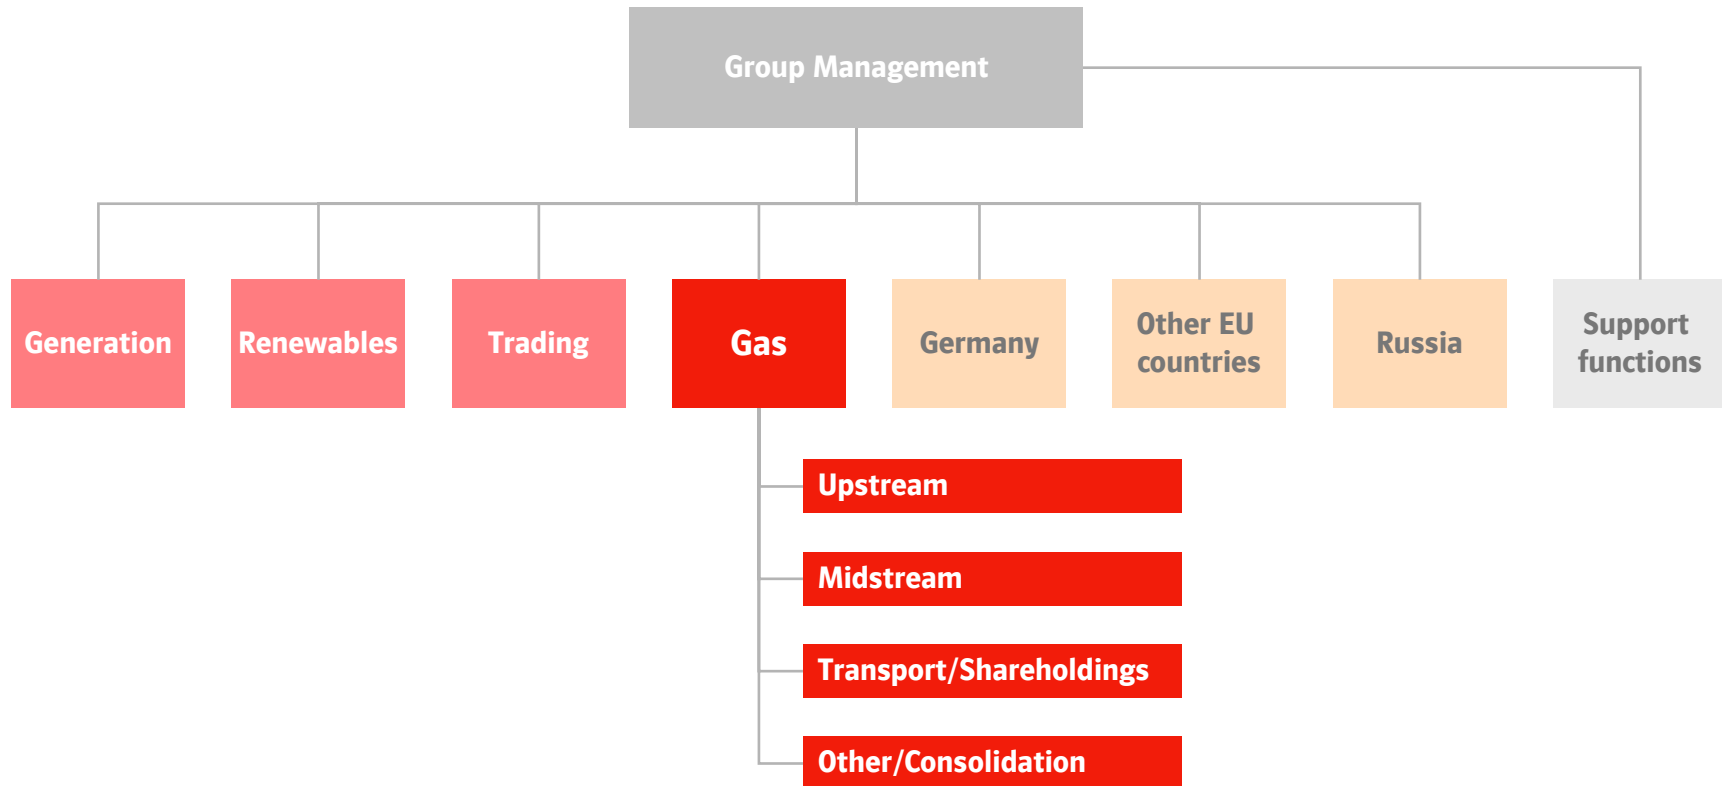 Group Management
Generation
Renewables
Trading
Gas
Germany
Other EU
countries
Russia
Support
functions
Upstream
Midstream
Transport/Shareholdings
Other/Consolidation